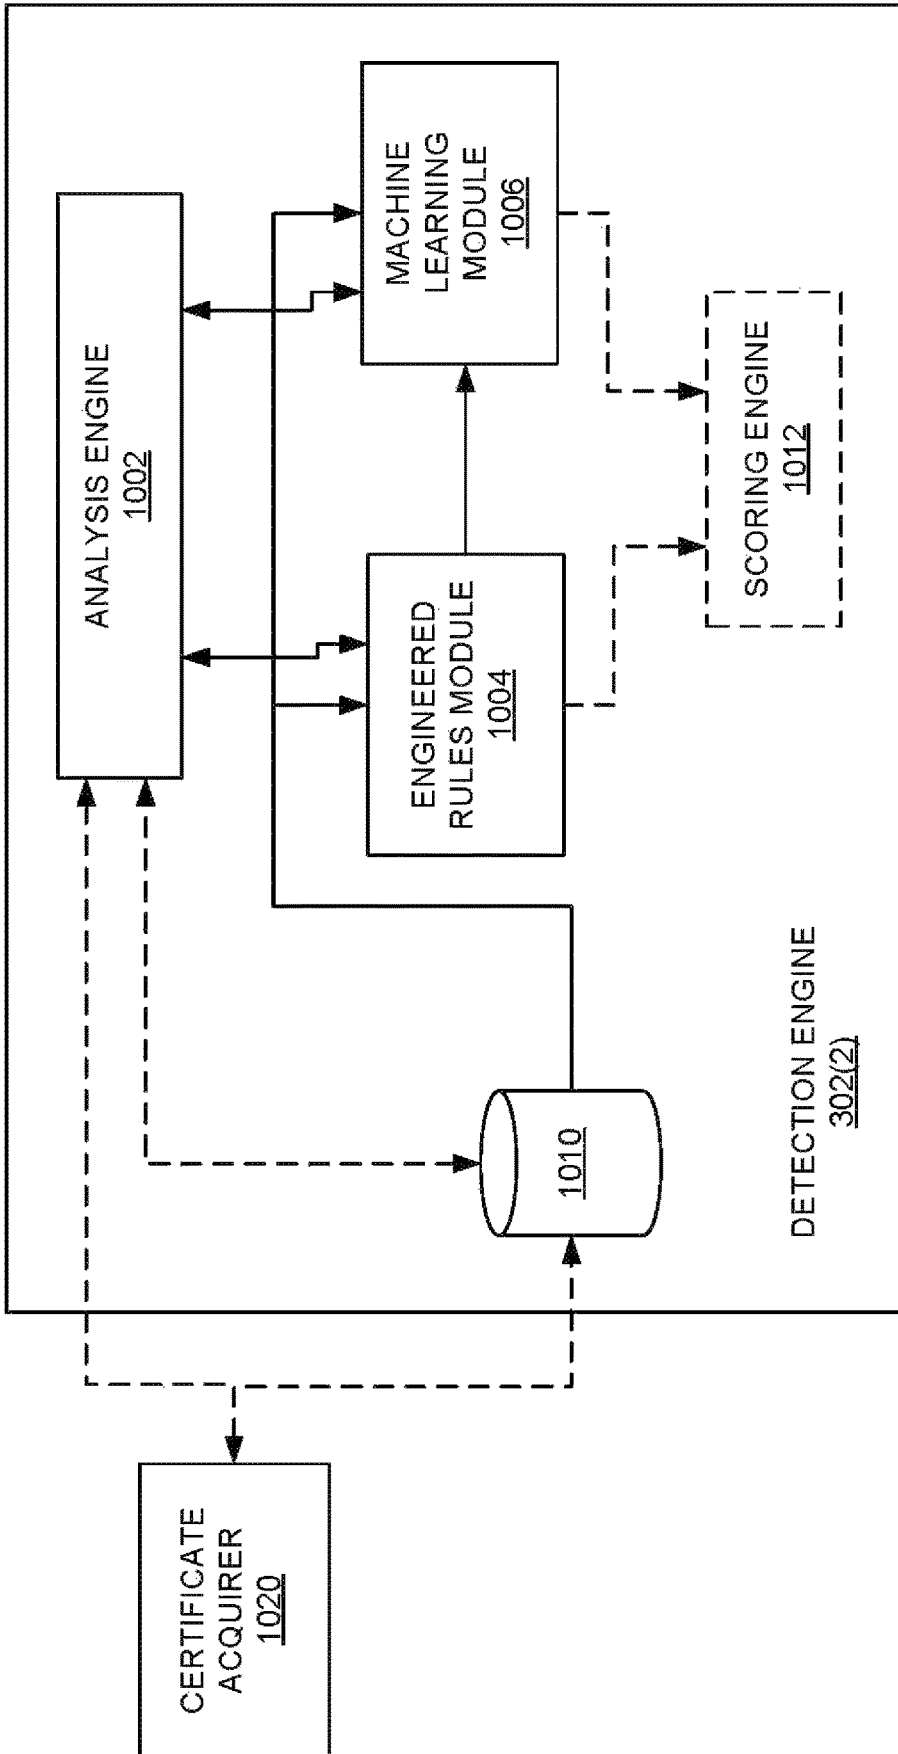 ANALYSIS ENGINE
1002
MACHINE
LEARNING
MODULE
1006
ENGINEERED
RULES MODULE
1004
SCORING ENGINE
1012
1010
DETECTION ENGINE
302(2)
CERTIFICATE
ACQUIRER
1020